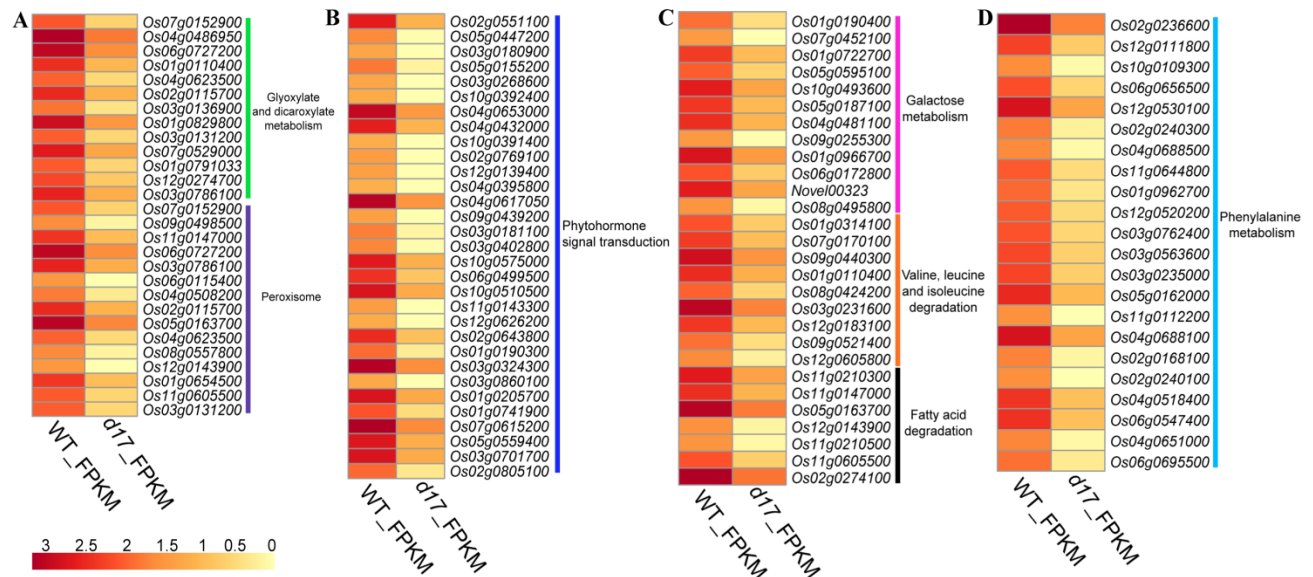 A
Os07g0152900
Os04g0486950
Os06g0727200
Os01g0110400
Os04g0623500
Os02g0115700
Os03g0136900
Os01g0829800
Os03g0131200
Os07g0529000
Os01g0791033
Os12g0274700
Os03g0786100
Os07g0152900
Os09g0498500
Os11g0147000
Os06g0727200
Os03g0786100
Os06g0115400
Os04g0508200
Os02g0115700
Os05g0163700
Os04g0623500
Os08g0557800
Os12g0143900
Os01g0654500
Os11g0605500
Os03g0131200
Glyoxylate
and dicaroxylate
metabolism
Peroxisome
WT_FPKM
d17_FPKM
3 2.5 2 1.5 1 0.5 0
B
Os02g0551100
Os05g0447200
Os03g0180900
Os05g0155200
Os03g0268600
Os10g0392400
Os04g0653000
Os04g0432000
Os10g0391400
Os02g0769100
Os12g0139400
Os04g0395800
Os04g0617050
Os09g0439200
Os03g0181100
Os03g0402800
Os10g0575000
Os06g0499500
Os10g0510500
Os11g0143300
Os12g0626200
Os02g0643800
Os01g0190300
Os03g0324300
Os03g0860100
Os01g0205700
Os01g0741900
Os07g0615200
Os05g0559400
Os03g0701700
Os02g0805100
Phytohormone
signal transduction
WT_FPKM
d17_FPKM
C
Os01g0190400
Os07g0452100
Os01g0722700
Os05g0595100
Os10g0493600
Os05g0187100
Os04g0481100
Os09g0255300
Os01g0966700
Os06g0172800
Novel00323
Os08g0495800
Os01g0314100
Os07g0170100
Os09g0440300
Os01g0110400
Os08g0424200
Os03g0231600
Os12g0183100
Os09g0521400
Os12g0605800
Os11g0210300
Os11g0147000
Os05g0163700
Os12g0143900
Os11g0210500
Os11g0605500
Os02g0274100
Galactose
metabolism
Valine, leucine
and isoleucine
degradation
Fatty acid
degradation
WT_FPKM
d17_FPKM
D
Os02g0236600
Os12g0111800
Os10g0109300
Os06g0656500
Os12g0530100
Os02g0240300
Os04g0688500
Os11g0644800
Os01g0962700
Os12g0520200
Os03g0762400
Os03g0563600
Os03g0235000
Os05g0162000
Os11g0112200
Os04g0688100
Os02g0168100
Os02g0240100
Os04g0518400
Os06g0547400
Os04g0651000
Os06g0695500
Phenylalanine
metabolism
WT_FPKM
d17_FPKM